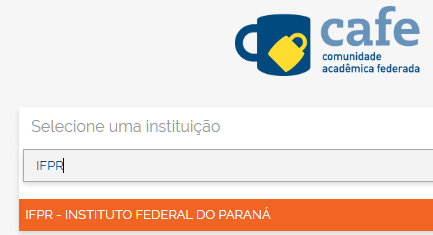 cafe
comunidade
acadêmica federada
Selecione uma instituição
IFPR
IFPR - INSTITUTO FEDERAL DO PARANÁ